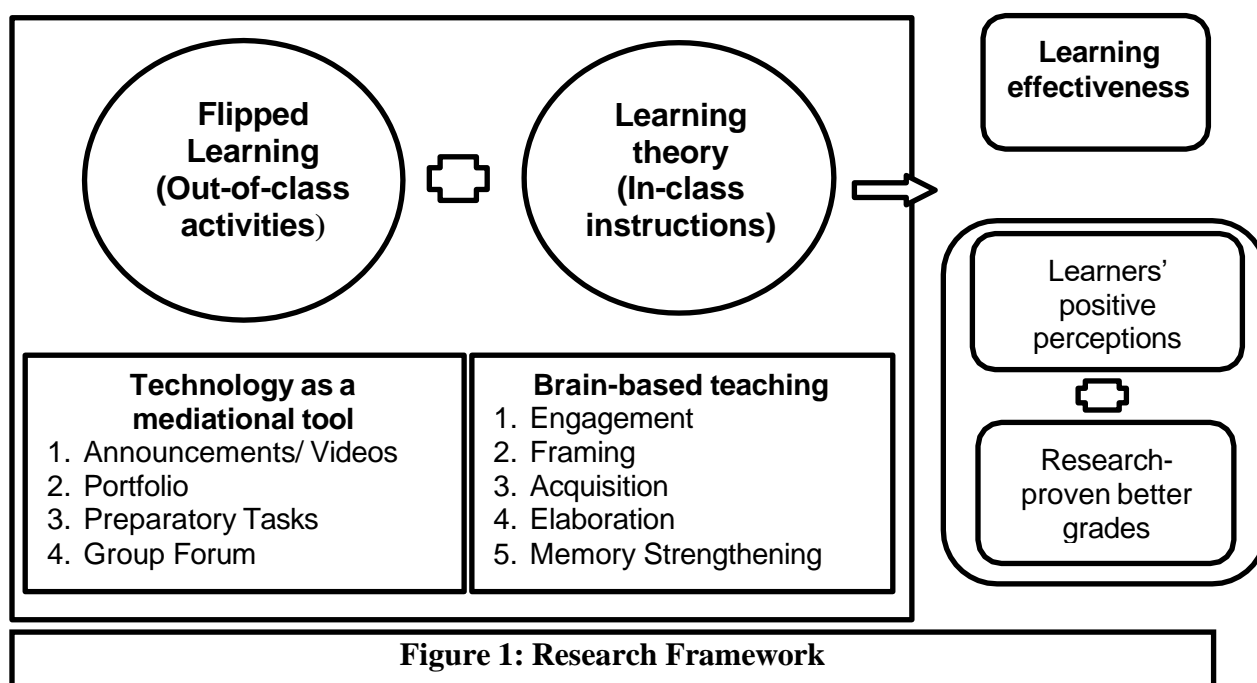 Flipped
Learning
(Out-of-class
activities)
Learning
theory
(In-class
instructions)
Learning
effectiveness
Technology as a
mediational tool
1. Announcements/ Videos
2. Portfolio
3. Preparatory Tasks
4. Group Forum
Brain-based teaching
1. Engagement
2. Framing
3. Acquisition
4. Elaboration
5. Memory Strengthening
Learners’
positive
perceptions
Research-
proven better
grades
Figure 1: Research Framework